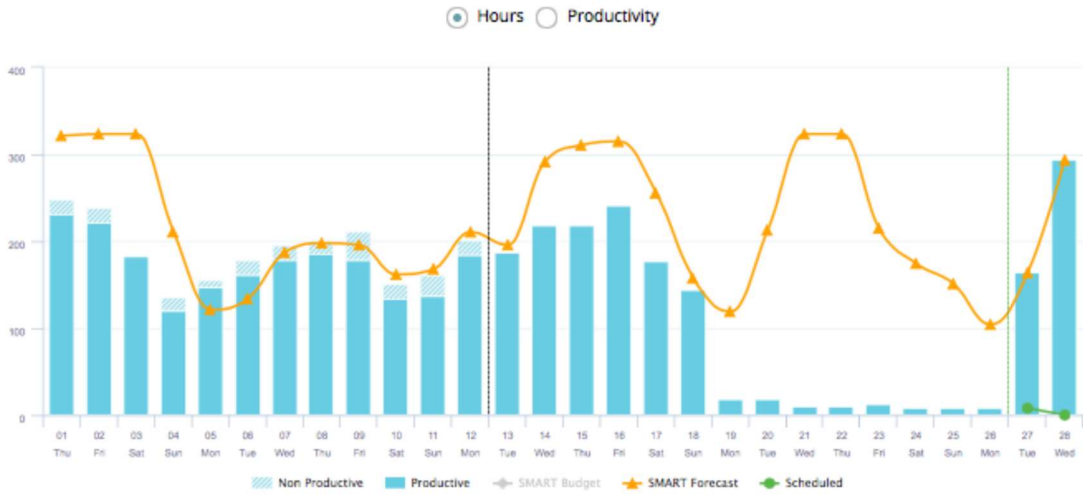 Hours Productivity
400
300
200
100
0
01 02 03 04 05 06 07 08 09 10 11 12 13 14 15 16 17 18 19 20 21 22 23 24 25 26 27 28
Thu Fri Sat Sun Mon Tue Wed Thu Fri Sat Sun Mon Tue Wed Thu Fri Sat Sun Mon Tue Wed Thu Fri Sat Sun Mon Tue Wed
Non Productive Productive SMART Budget SMART Forecast Scheduled